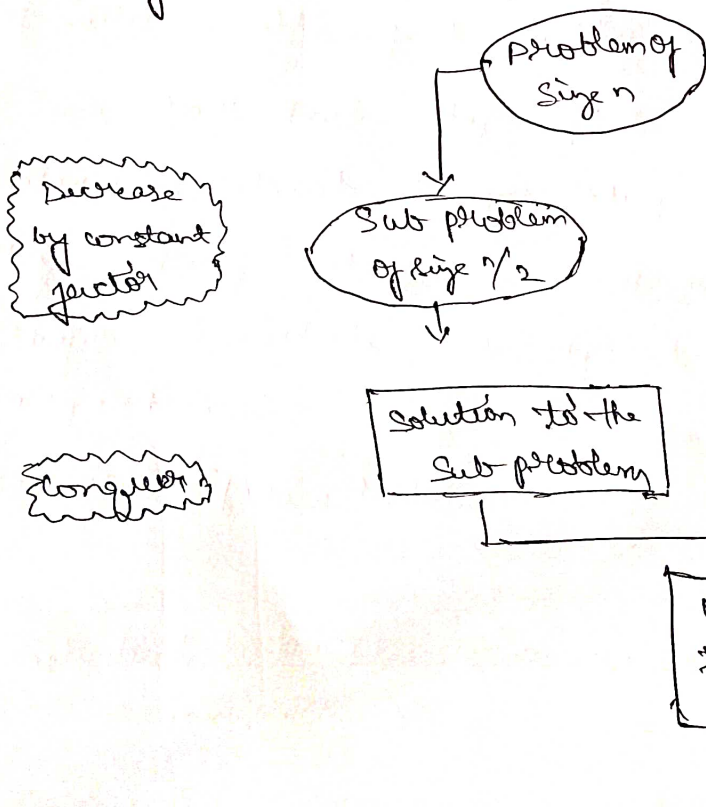 Problem of
Size n
Decrease
by constant
factor
Sub problem
of size n/2
Solution to the
Sub-problem
Conquer